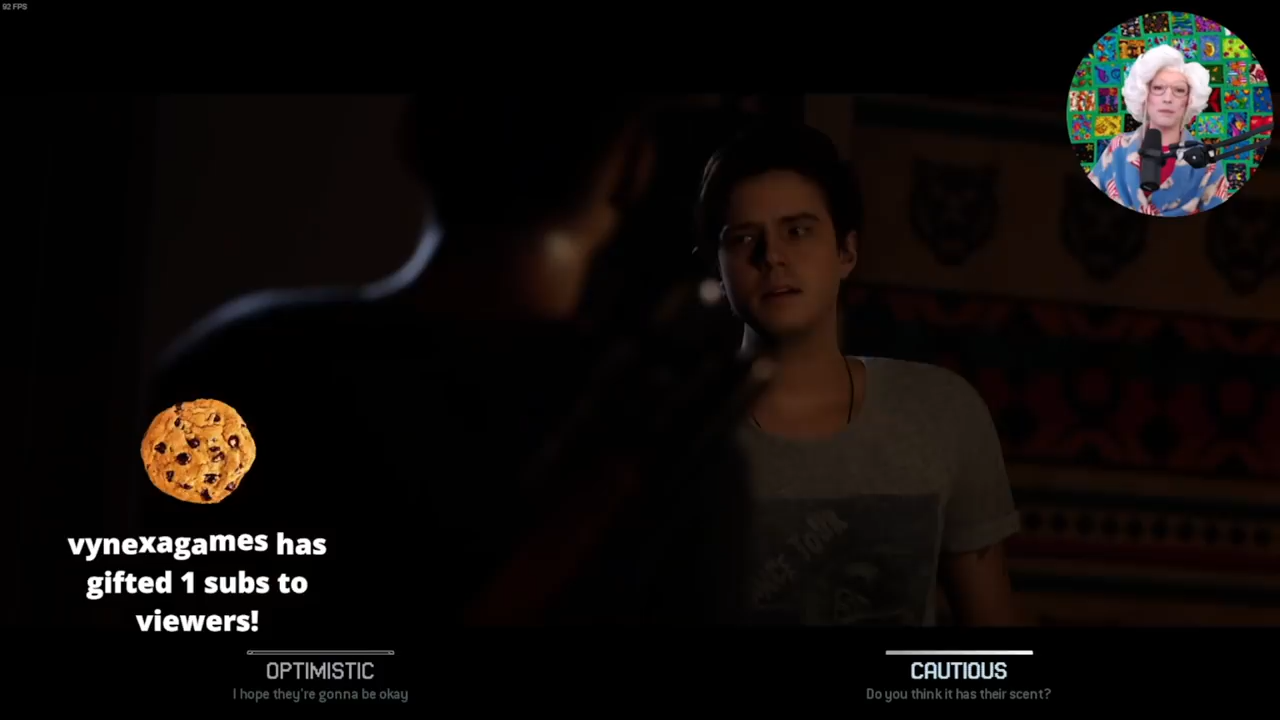 92 FPS
vynexagames has
gifted 1 subs to
viewers!
OPTIMISTIC
I hope they're gonna be okay
CAUTIOUS
Do you think it has their scent?